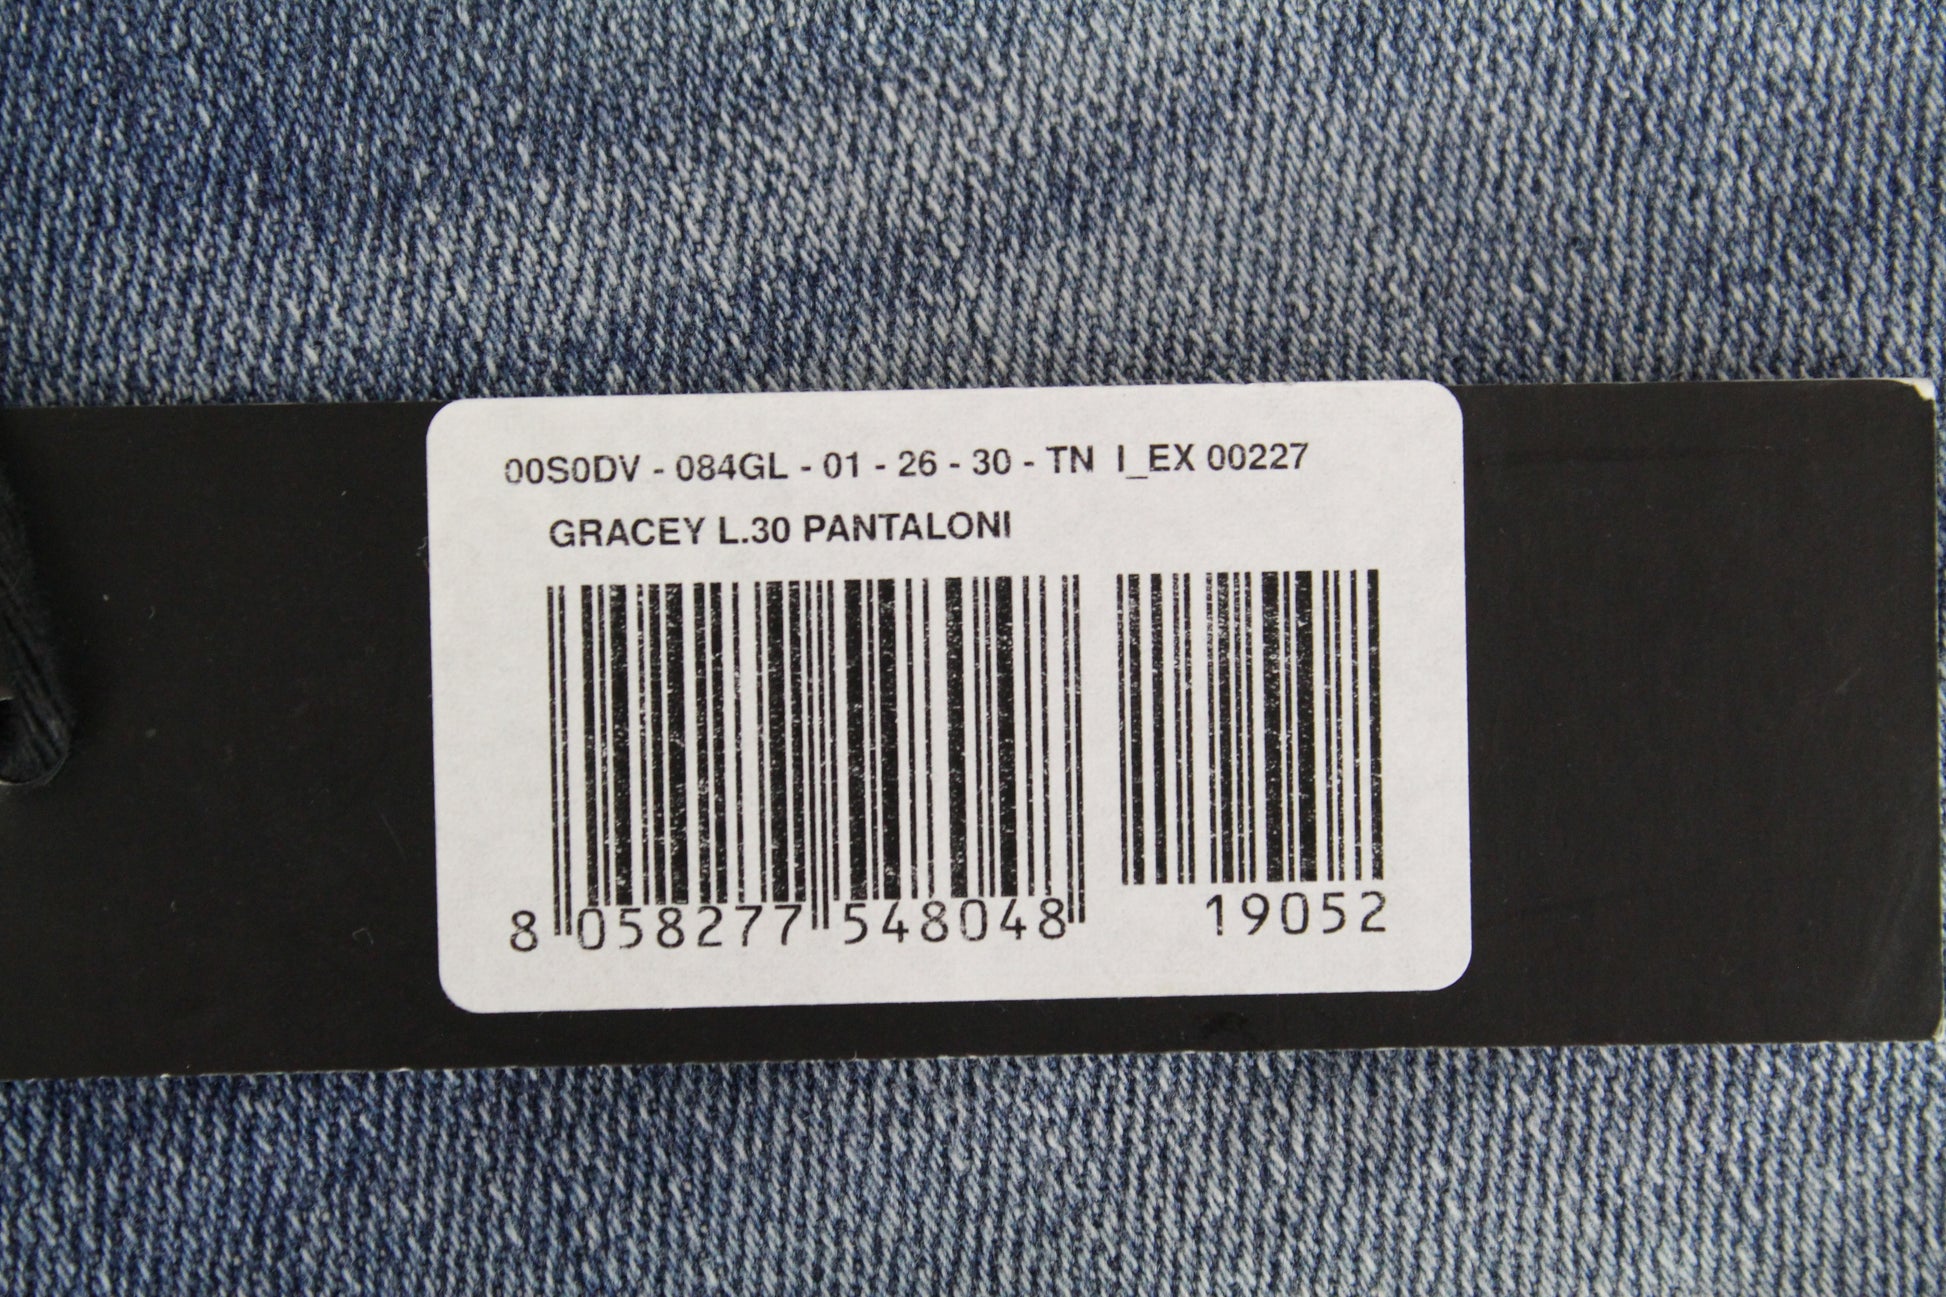 00S0DV - 084GL - 01 - 26 - 30 - TN I_EX 00227
GRACEY L.30 PANTALONI
8 058277 548048 19052